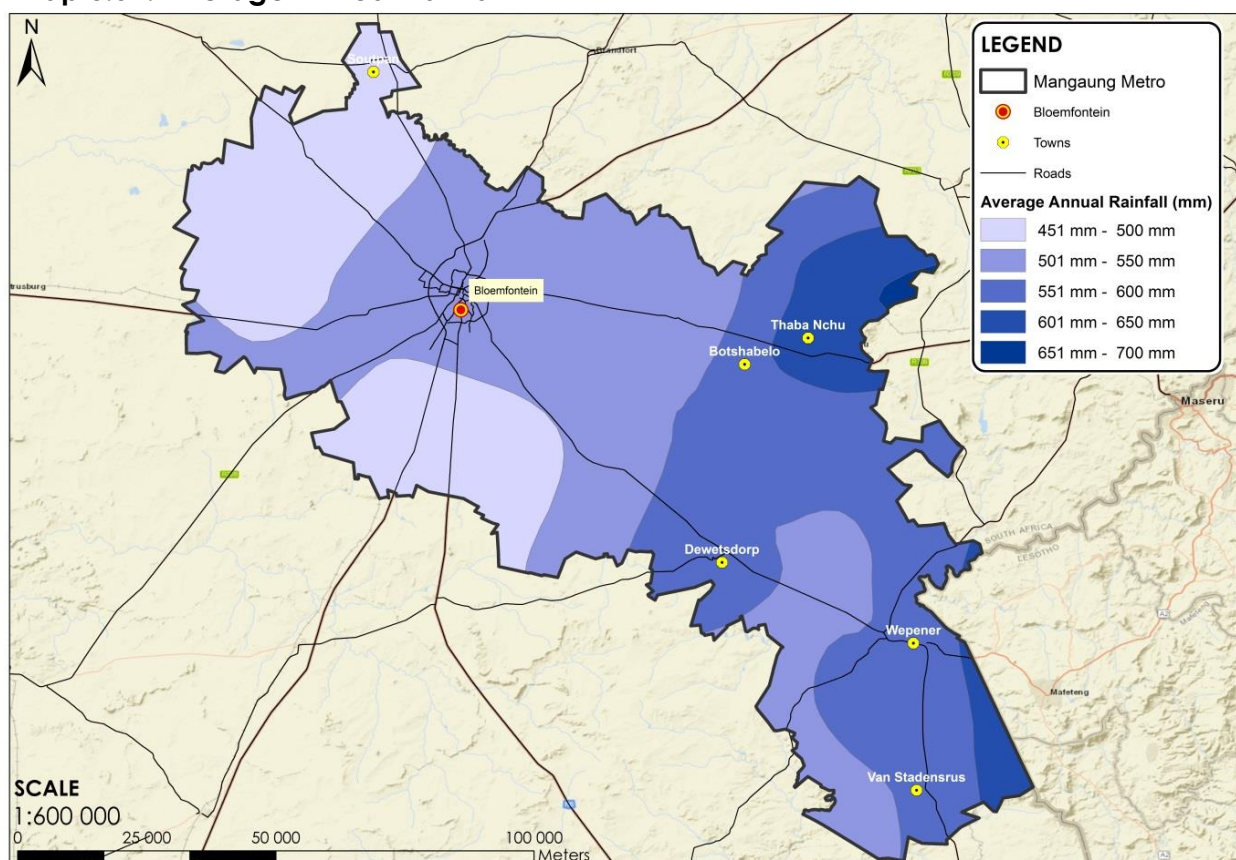 N
Soutpan
Brandfort
LEGEND
Mangaung Metro
Bloemfontein
Towns
Roads
Average Annual Rainfall (mm)
451 mm - 500 mm
501 mm - 550 mm
551 mm - 600 mm
601 mm - 650 mm
651 mm - 700 mm
trusburg
Bloemfontein
Thaba Nchu
Botshabelo
Maseru
SOUTH AFRICA
LESOTHO
Dewetsdorp
A2
Wepener
Mafeteng
Van Stadensrus
SCALE
1:600 000
0 25 000 50 000 100 000
Meters
A2